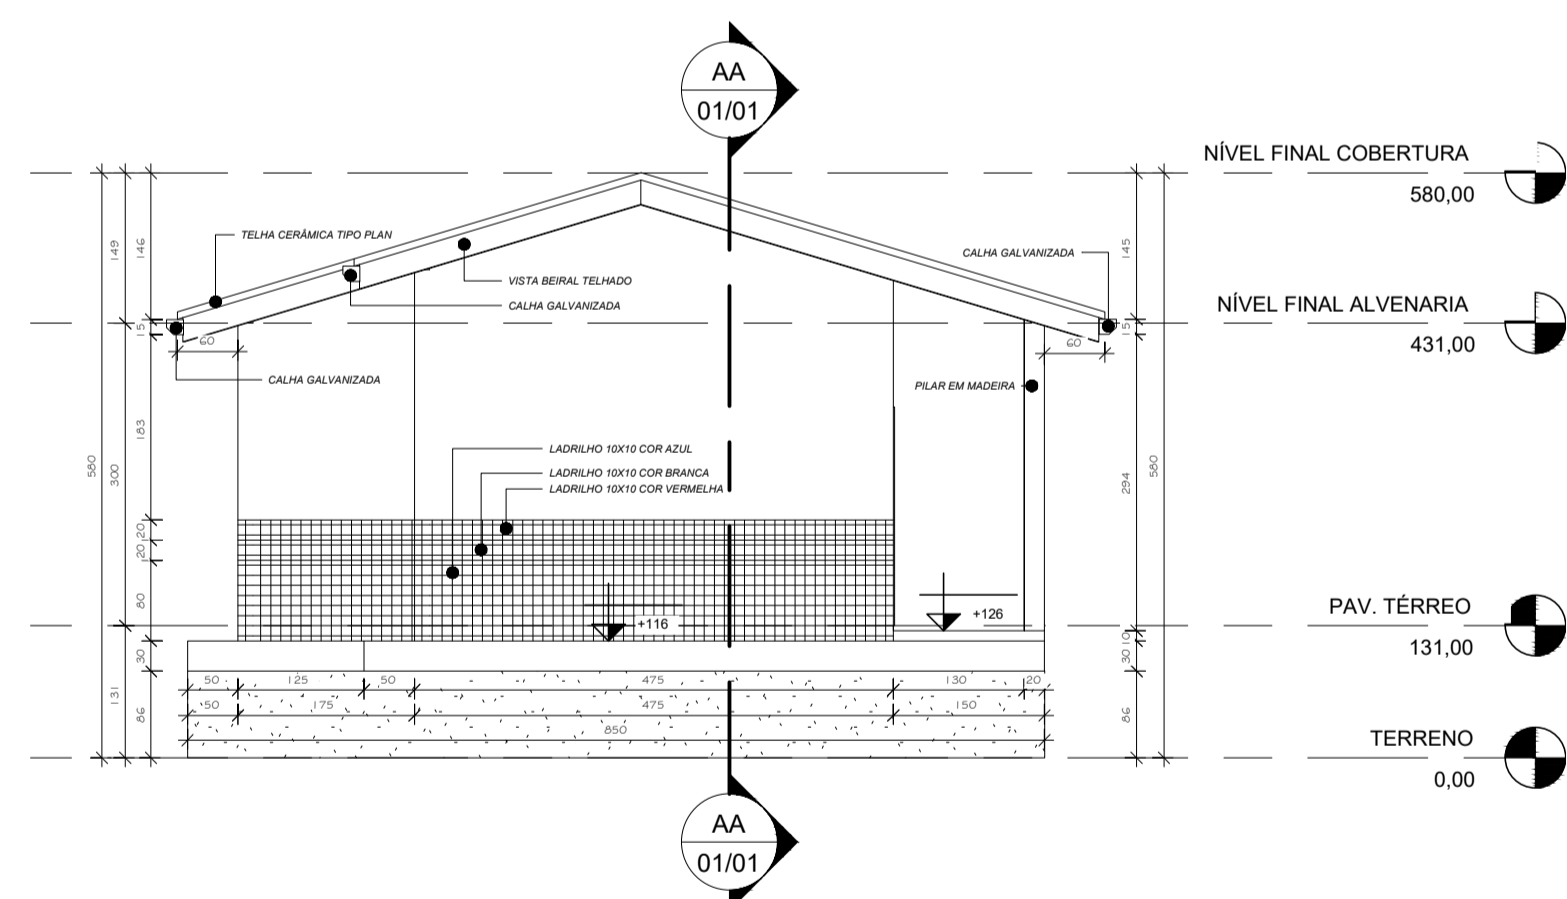 AA
01/01
NÍVEL FINAL COBERTURA
580,00
TELHA CERÂMICA TIPO PLAN
CALHA GALVANIZADA
149
146
145
VISTA BEIRAL TELHADO
CALHA GALVANIZADA
NÍVEL FINAL ALVENARIA
431,00
15
15
60
60
CALHA GALVANIZADA
PILAR EM MADEIRA
183
LADRILHO 10X10 COR AZUL
LADRILHO 10X10 COR BRANCA
LADRILHO 10X10 COR VERMELHA
580
300
294
580
20
20
80
+116
+126
PAV. TÉRREO
131,00
30
10
30
50 125 50 475 130 20
131
86
50 175 475 150
86
850
TERRENO
0,00
AA
01/01